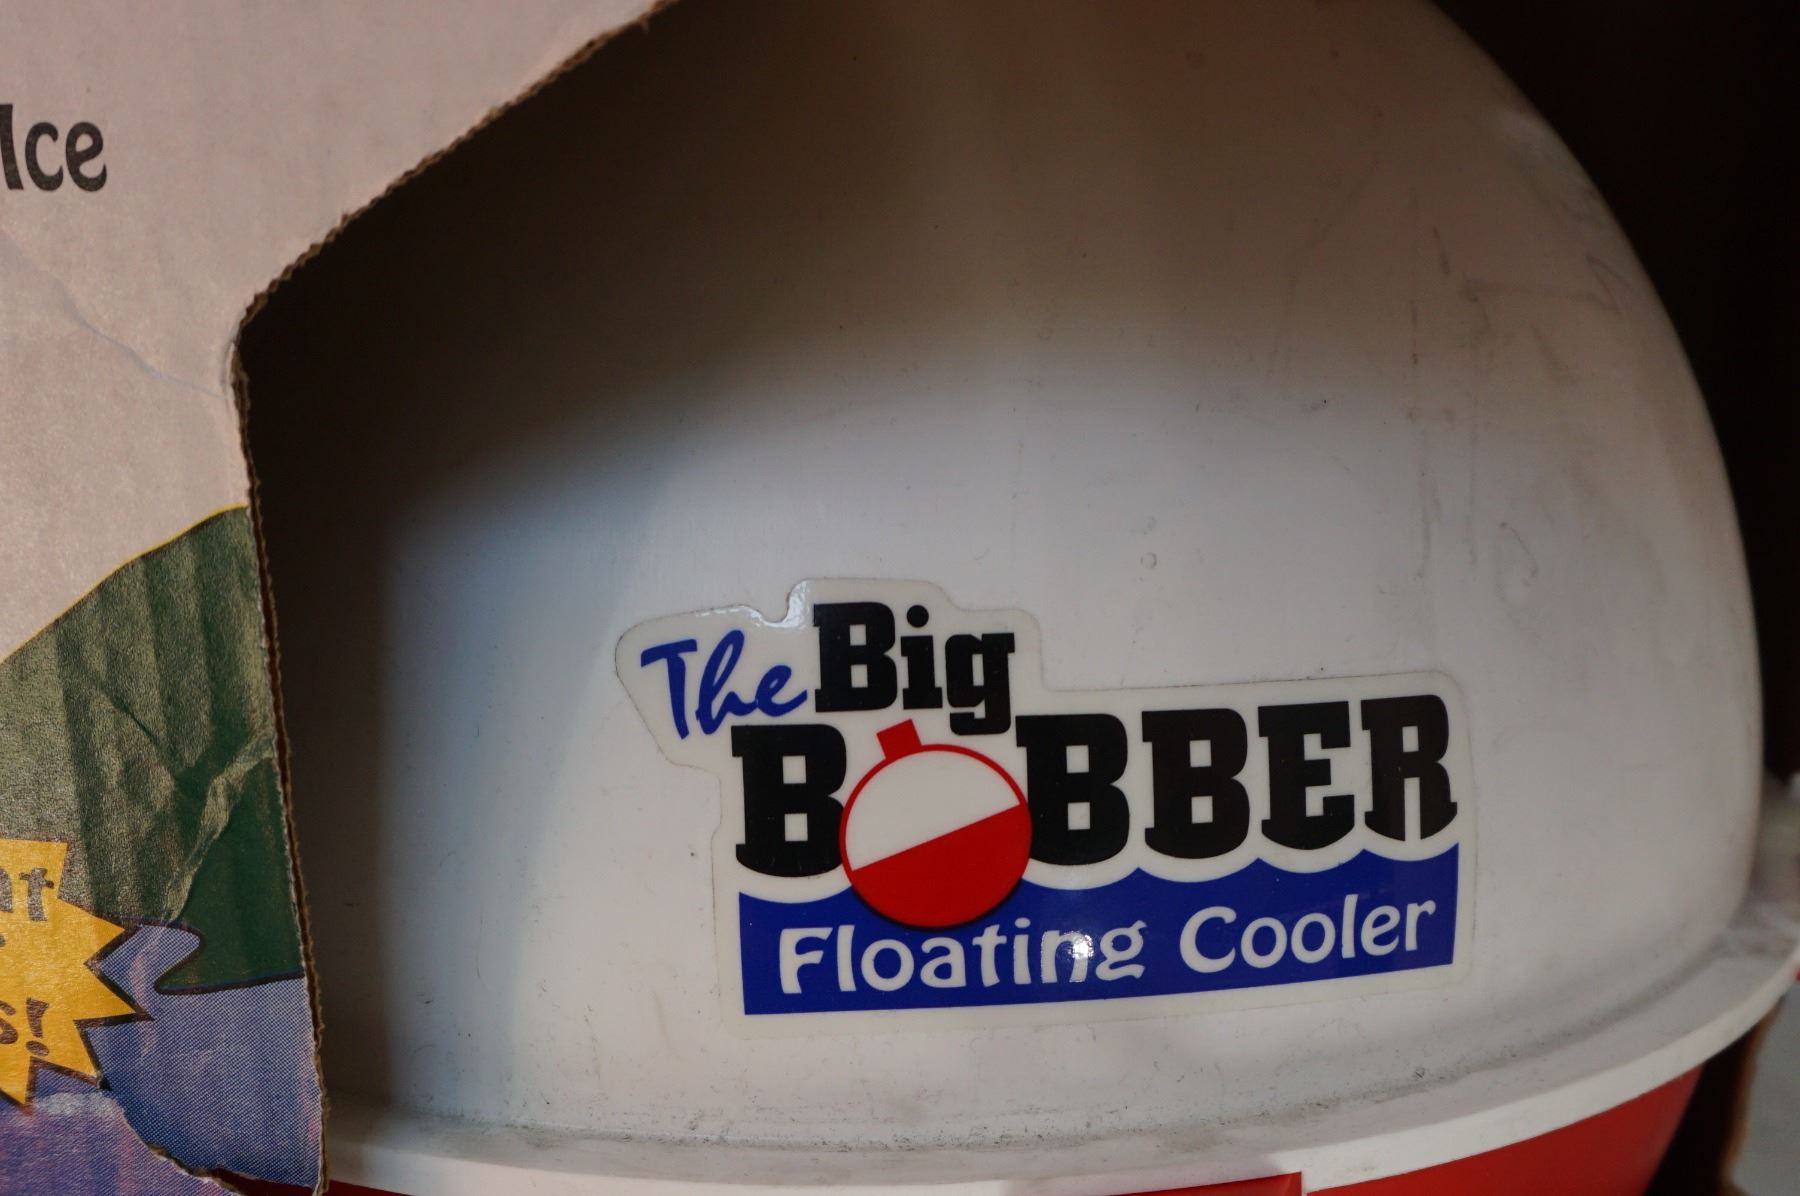 Ice
The Big
BOBBER
Floating Cooler